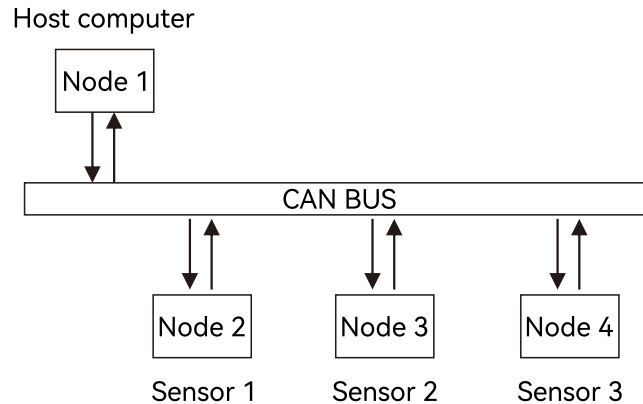 Host computer
Node 1
CAN BUS
Node 2
Node 3
Node 4
Sensor 1
Sensor 2
Sensor 3